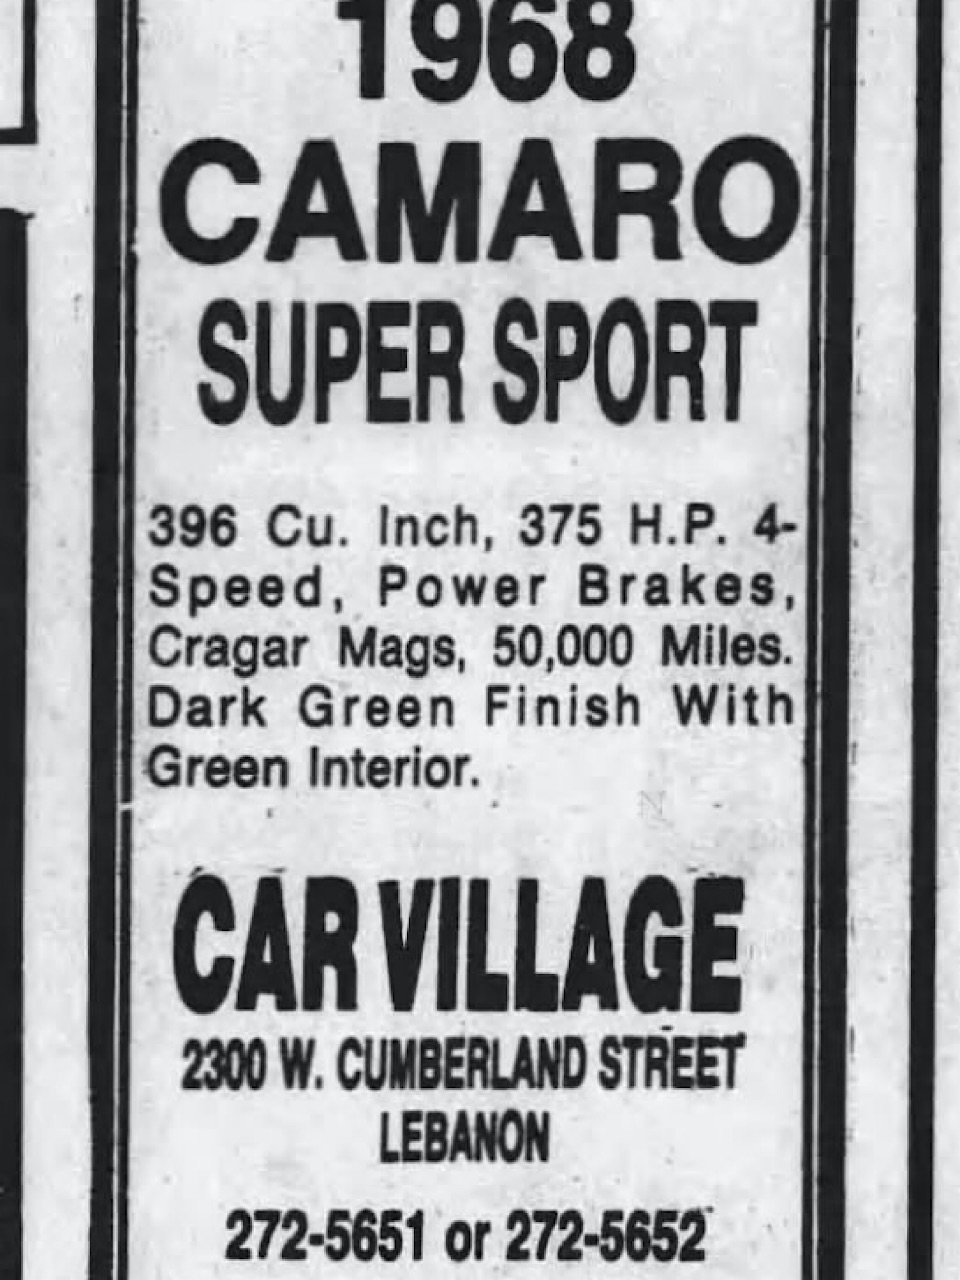 1968
CAMARO
SUPER SPORT
396 Cu. Inch, 375 H.P. 4-
Speed, Power Brakes,
Cragar Mags, 50,000 Miles.
Dark Green Finish With
Green Interior.
CAR VILLAGE
2300 W. CUMBERLAND STREET
LEBANON
272-5651 or 272-5652